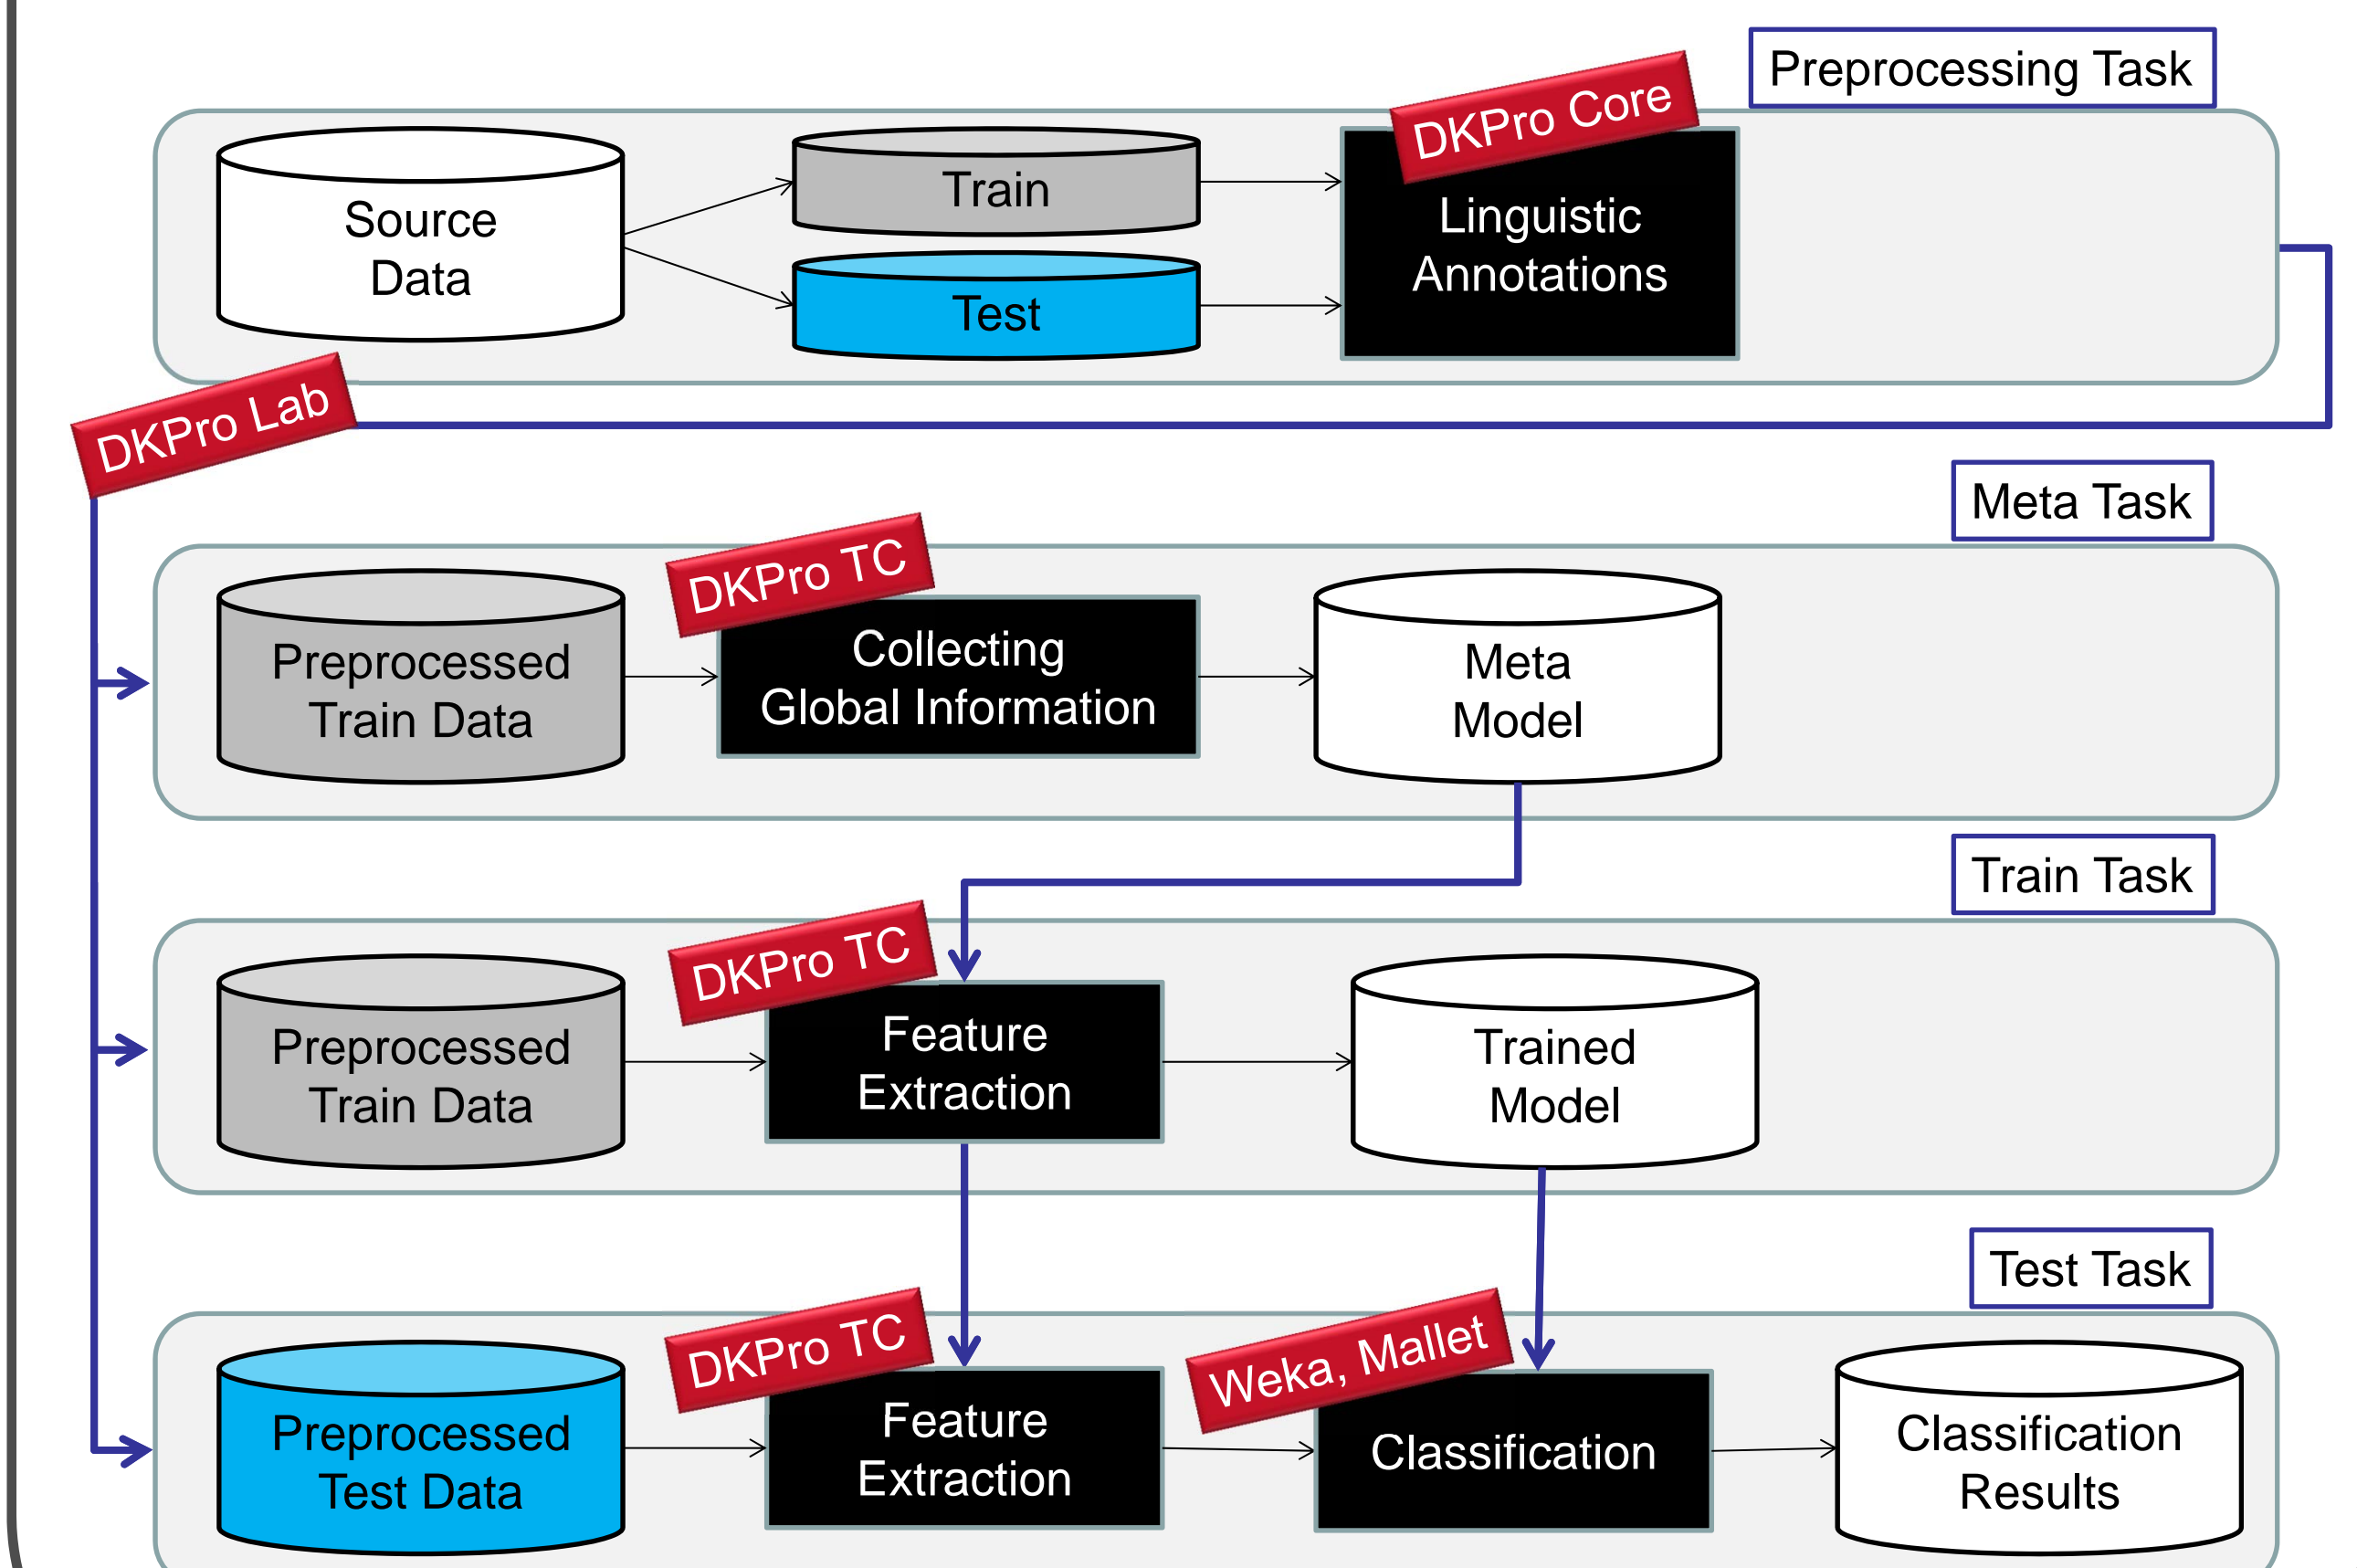 Preprocessing Task
DKPro Core
Source
Data
Train
Test
Linguistic
Annotations
DKPro Lab
Meta Task
DKPro TC
Preprocessed
Train Data
Collecting
Global Information
Meta
Model
Train Task
DKPro TC
Preprocessed
Train Data
Feature
Extraction
Trained
Model
Test Task
DKPro TC
Weka, Mallet
Preprocessed
Test Data
Feature
Extraction
Classification
Classification
Results